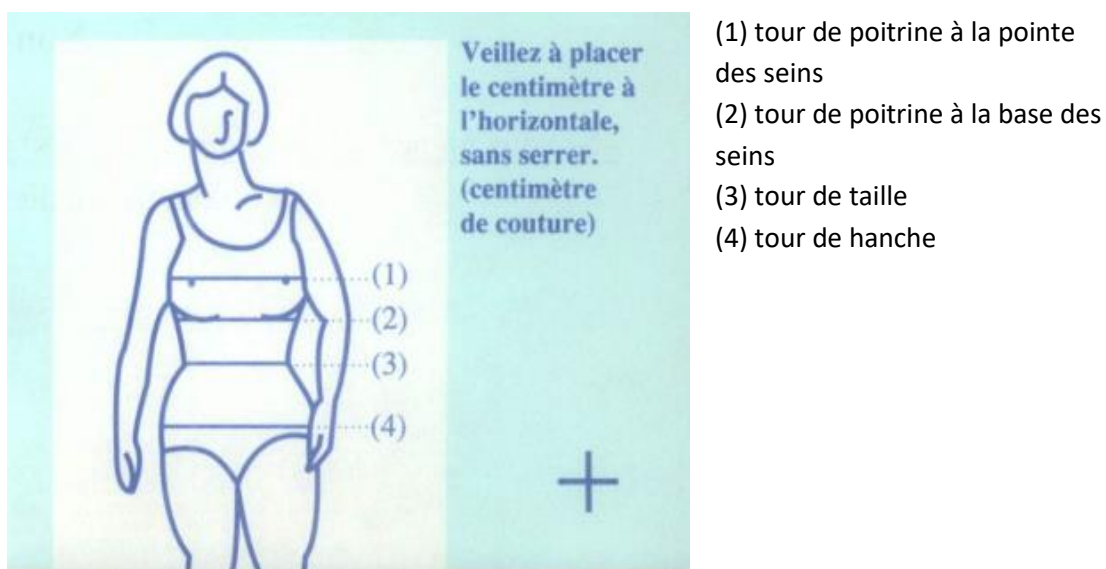 Veillez à placer
le centimètre à
l'horizontale,
sans serrer.
(centimètre
de couture)
(1)
(2)
(3)
(4)
(1) tour de poitrine à la pointe
des seins
(2) tour de poitrine à la base des
seins
(3) tour de taille
(4) tour de hanche